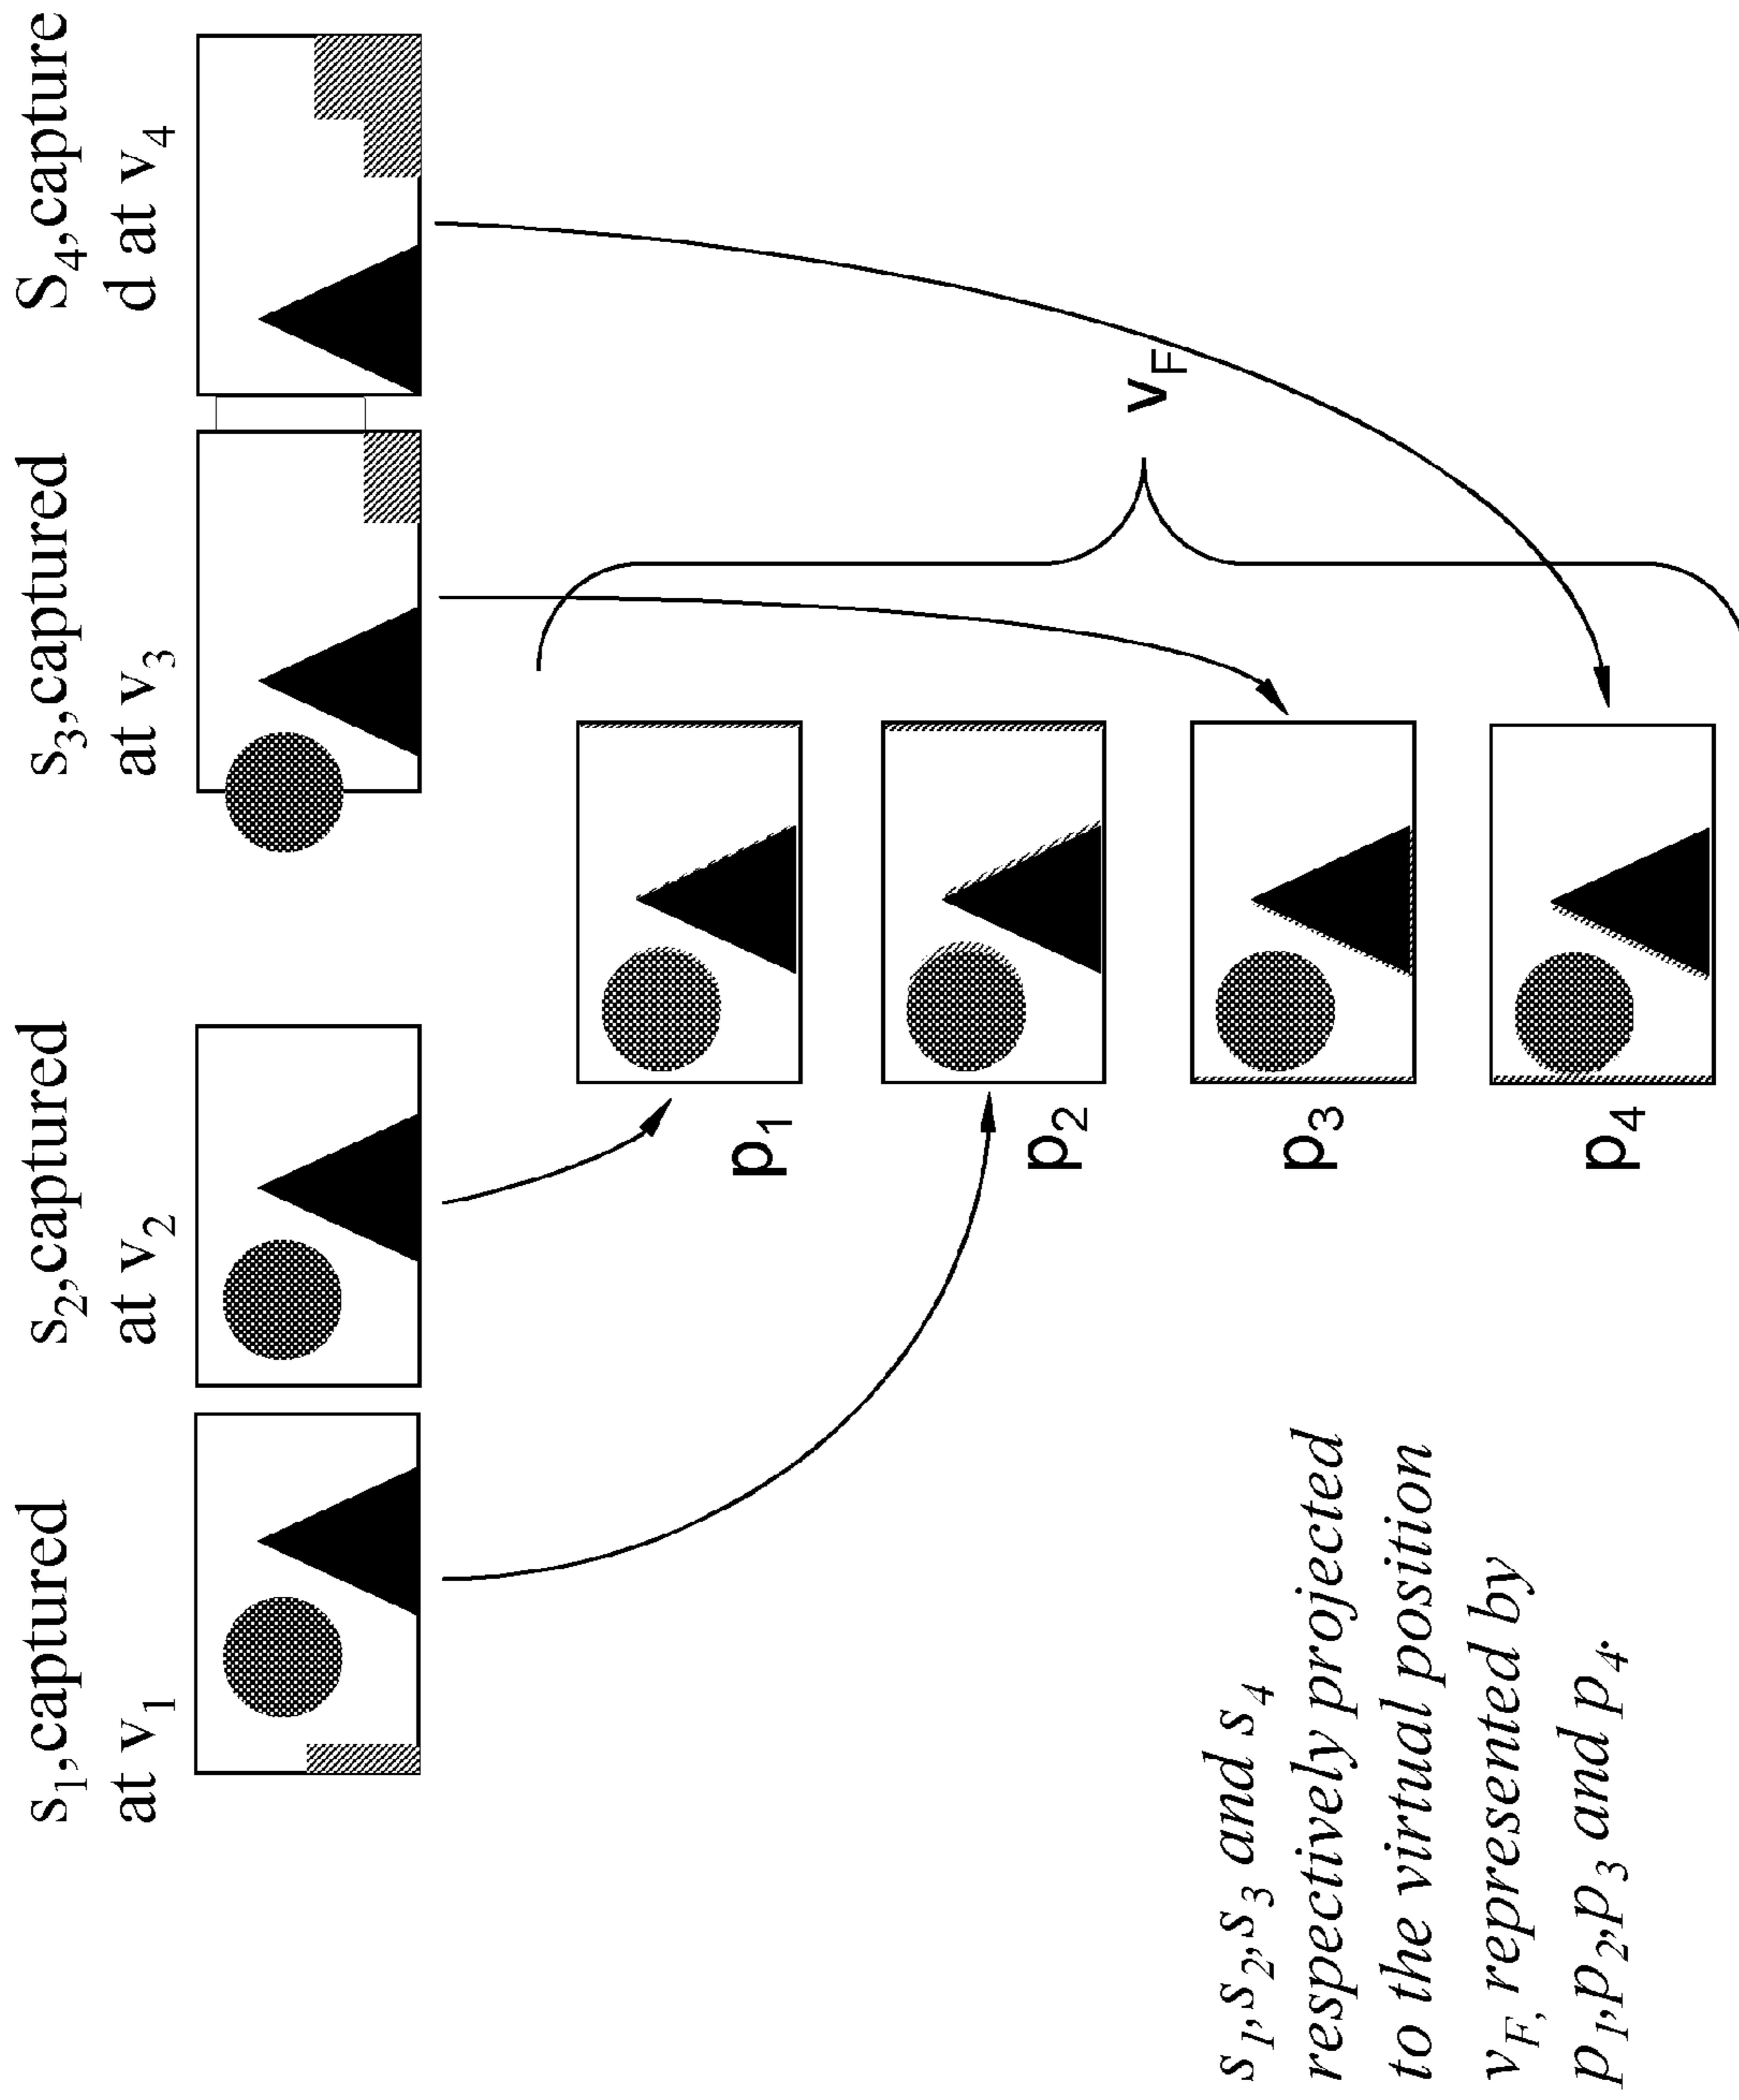 s1,captured
at v1
s2,captured
at v2
s3,captured
at v3
S4,capture
d at v4
p1
p2
p3
p4
vF
s1,s2,s3 and s4
respectively projected
to the virtual position
vF, represented by
p1,p2,p3 and p4.